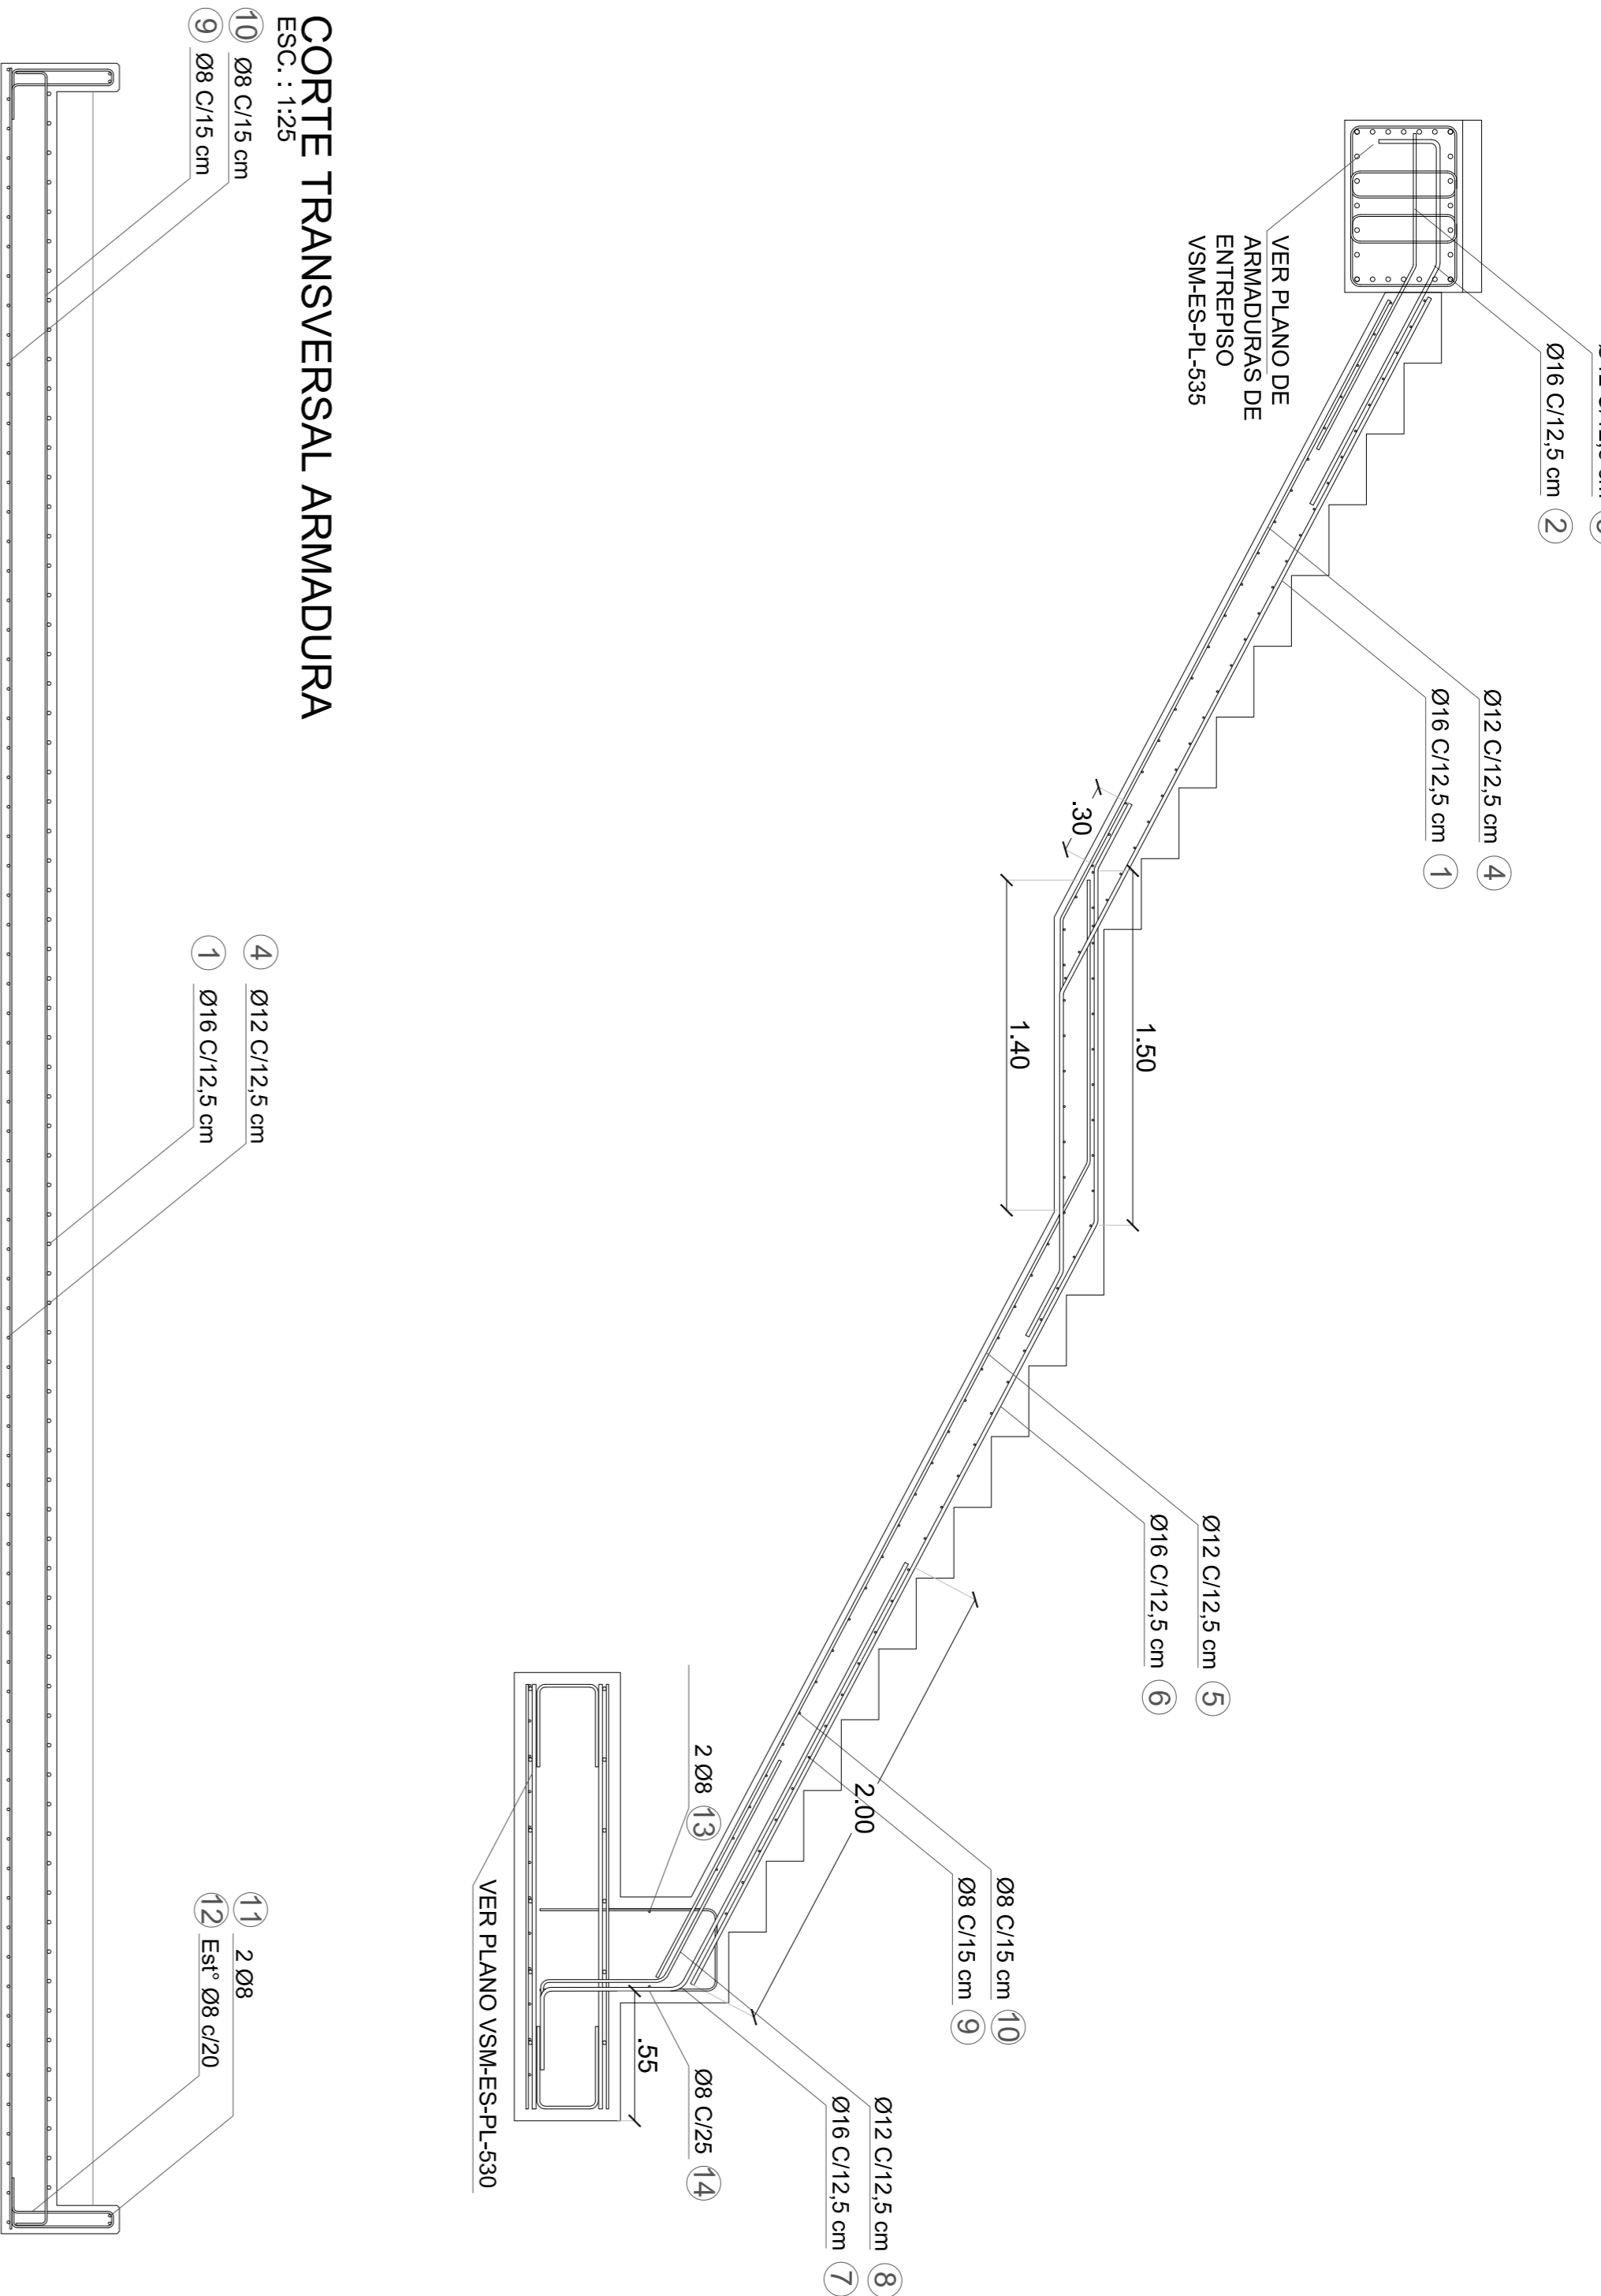 Ø16 C/12,5 cm 2
Ø12 C/12,5 cm 4
Ø16 C/12,5 cm 1
VER PLANO DE
ARMADURAS DE
ENTREPISO
VSM-ES-PL-535
.30
1.50
1.40
Ø12 C/12,5 cm 5
Ø16 C/12,5 cm 6
2.00
Ø8 C/15 cm 10
Ø8 C/15 cm 9
Ø12 C/12,5 cm 8
Ø16 C/12,5 cm 7
2 Ø8 13
Ø8 C/25 14
.55
VER PLANO VSM-ES-PL-530
CORTE TRANSVERSAL ARMADURA
ESC. : 1:25
10 Ø8 C/15 cm
9 Ø8 C/15 cm
4 Ø12 C/12,5 cm
1 Ø16 C/12,5 cm
11 2 Ø8
12 Estº Ø8 c/20